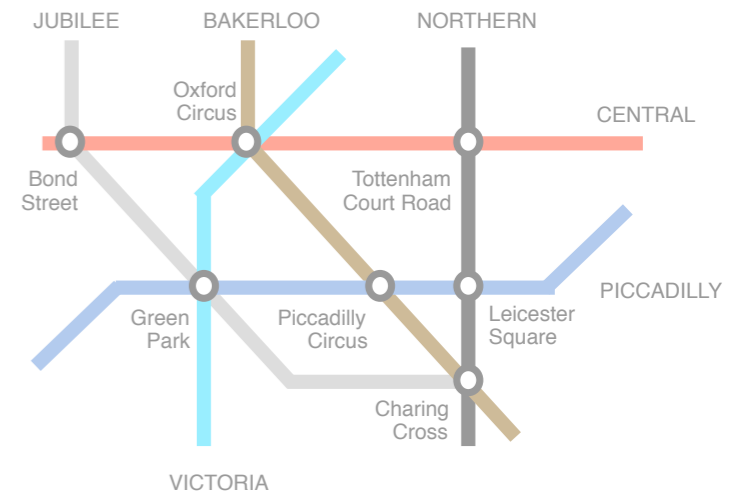 JUBILEE
BAKERLOO
NORTHERN
Oxford
Circus
CENTRAL
Bond
Street
Tottenham
Court Road
PICCADILLY
Green
Park
Piccadilly
Circus
Leicester
Square
Charing
Cross
VICTORIA